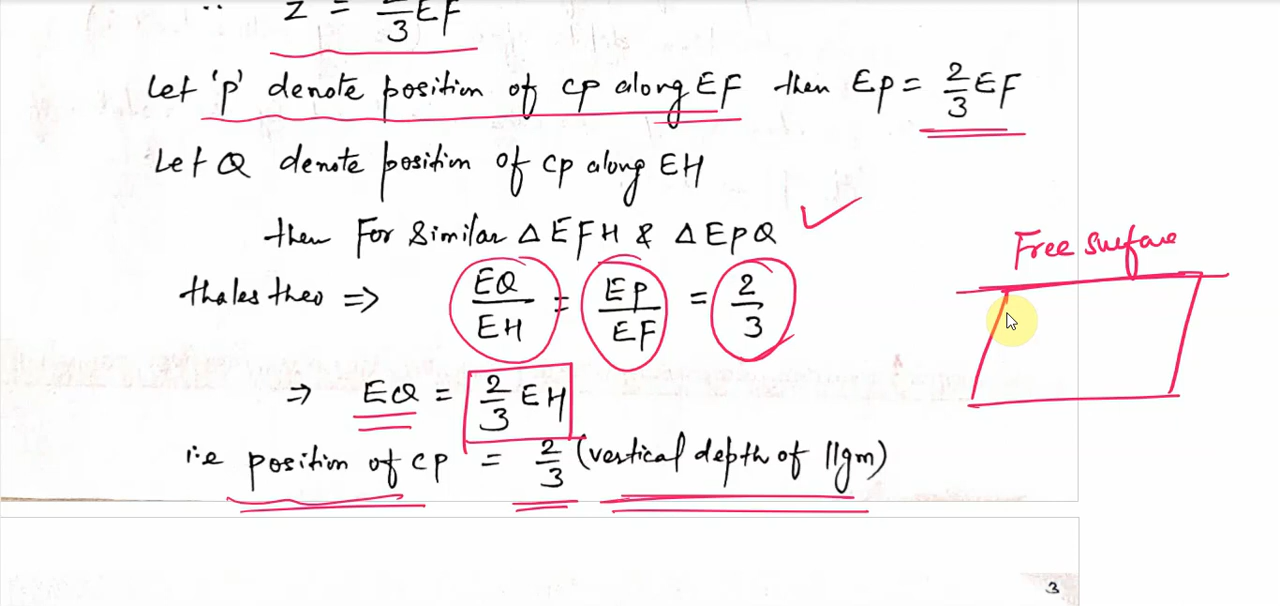 ∴ z = 2/3 EF
Let 'p' denote position of cp along EF then Ep = 2/3 EF
Let Q denote position of cp along EH
then For Similar Δ EFH & Δ EPQ
thales theo => EQ/EH = EP/EF = 2/3
=> EQ = 2/3 EH
i.e position of cp = 2/3 (vertical depth of llgm)
Free surface
3